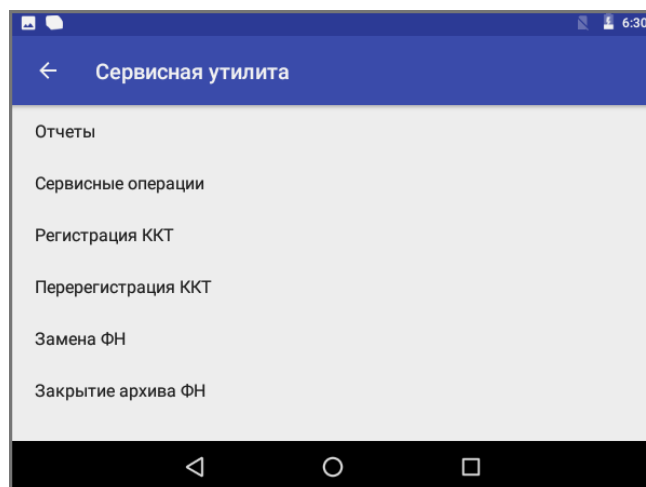 6:30
Сервисная утилита
Отчеты
Сервисные операции
Регистрация ККТ
Перерегистрация ККТ
Замена ФН
Закрытие архива ФН